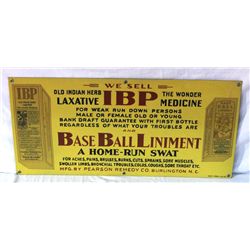 WE SELL
OLD INDIAN HERB IBP THE WONDER
LAXATIVE MEDICINE
FOR WEAK RUN DOWN PERSONS
MALE OR FEMALE OLD OR YOUNG
BANK DRAFT GUARANTEE WITH FIRST BOTTLE
REGARDLESS OF WHAT YOUR TROUBLES ARE
AND
BASE BALL LINIMENT
A HOME-RUN SWAT
FOR ACHES, PAINS, BRUISES, BURNS, CUTS, SPRAINS, SORE MUSCLES,
SWOLLEN LIMBS, BRONCHIAL TROUBLES, COLDS, COUGHS, SORE THROAT ETC.
MFG. BY PEARSON REMEDY CO. BURLINGTON N.C.
IBP